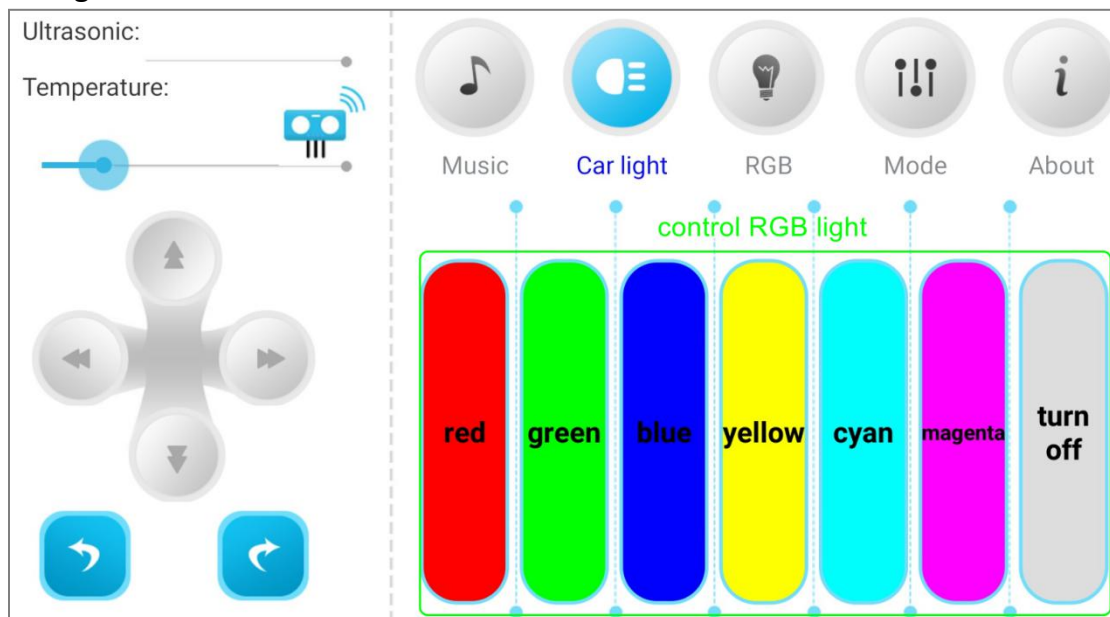 Ultrasonic:
Temperature:
Music
Car light
RGB
Mode
About
control RGB light
red
green
blue
yellow
cyan
magenta
turn
off